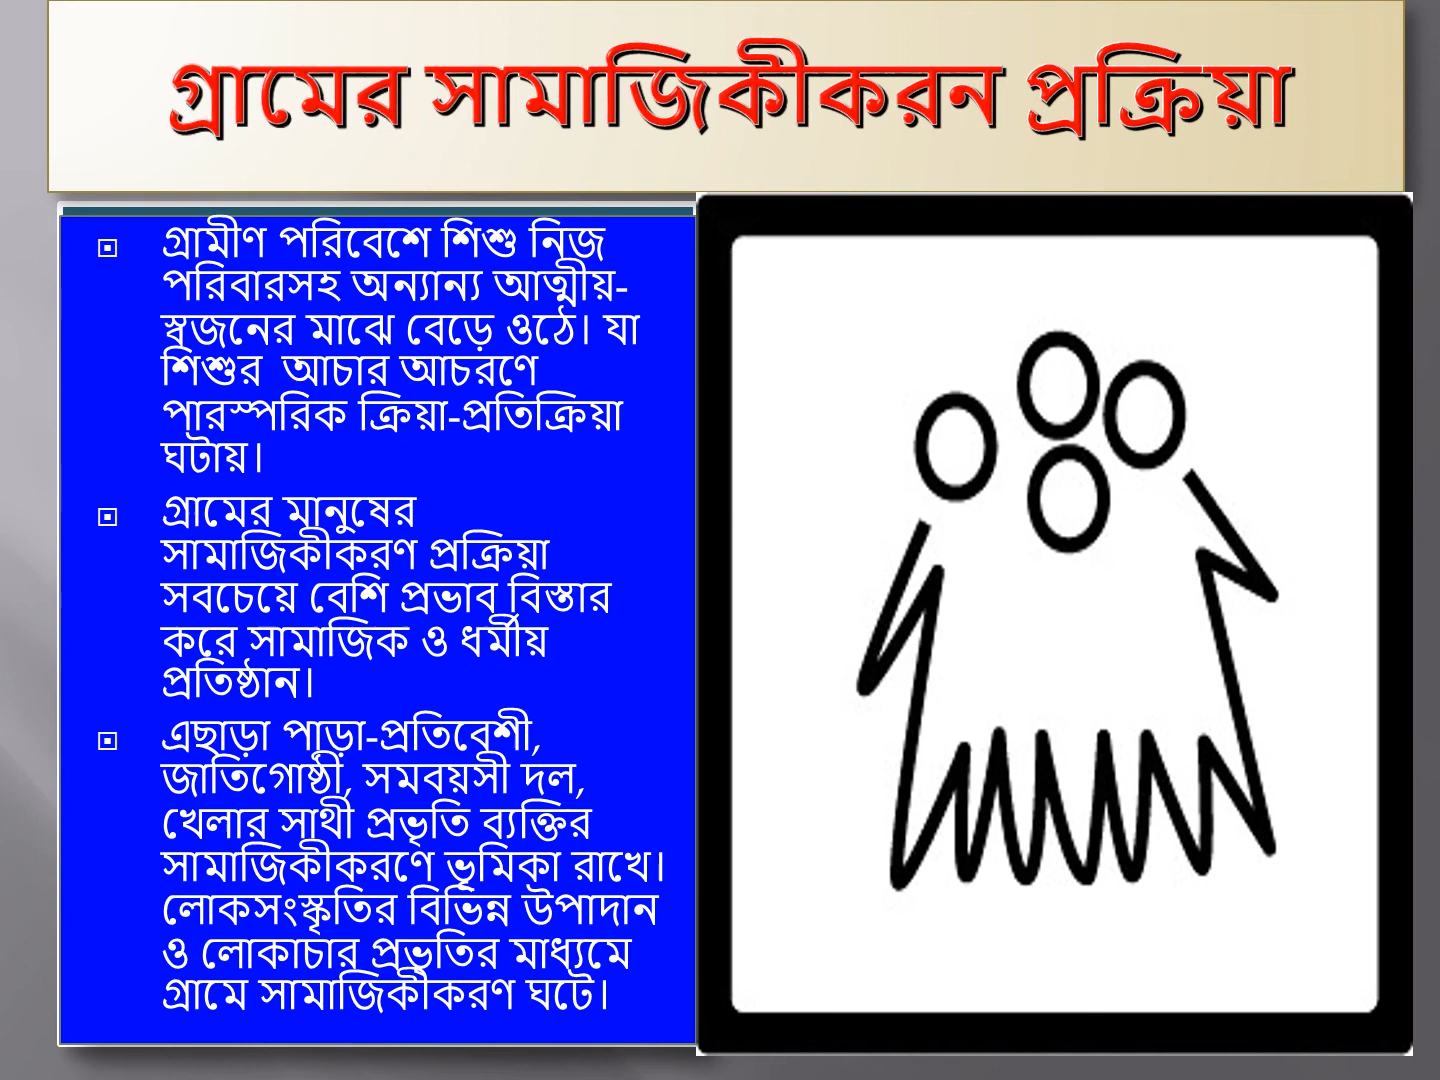 গ্রামের সামাজিকীকরন প্রক্রিয়া
গ্রামীণ পরিবেশে শিশু নিজ
পরিবারসহ অন্যান্য আত্মীয়-
স্বজনের মাঝে বেড়ে ওঠে। যা
শিশুর আচার আচরণে
পারস্পরিক ক্রিয়া-প্রতিক্রিয়া
ঘটায়।
গ্রামের মানুষের
সামাজিকীকরণ প্রক্রিয়া
সবচেয়ে বেশি প্রভাব বিস্তার
করে সামাজিক ও ধর্মীয়
প্রতিষ্ঠান।
এছাড়া পাড়া-প্রতিবেশী,
জাতিগোষ্ঠী, সমবয়সী দল,
খেলার সাথী প্রভৃতি ব্যক্তির
সামাজিকীকরণে ভূমিকা রাখে।
লোকসংস্কৃতির বিভিন্ন উপাদান
ও লোকাচার প্রভৃতির মাধ্যমে
গ্রামে সামাজিকীকরণ ঘটে।